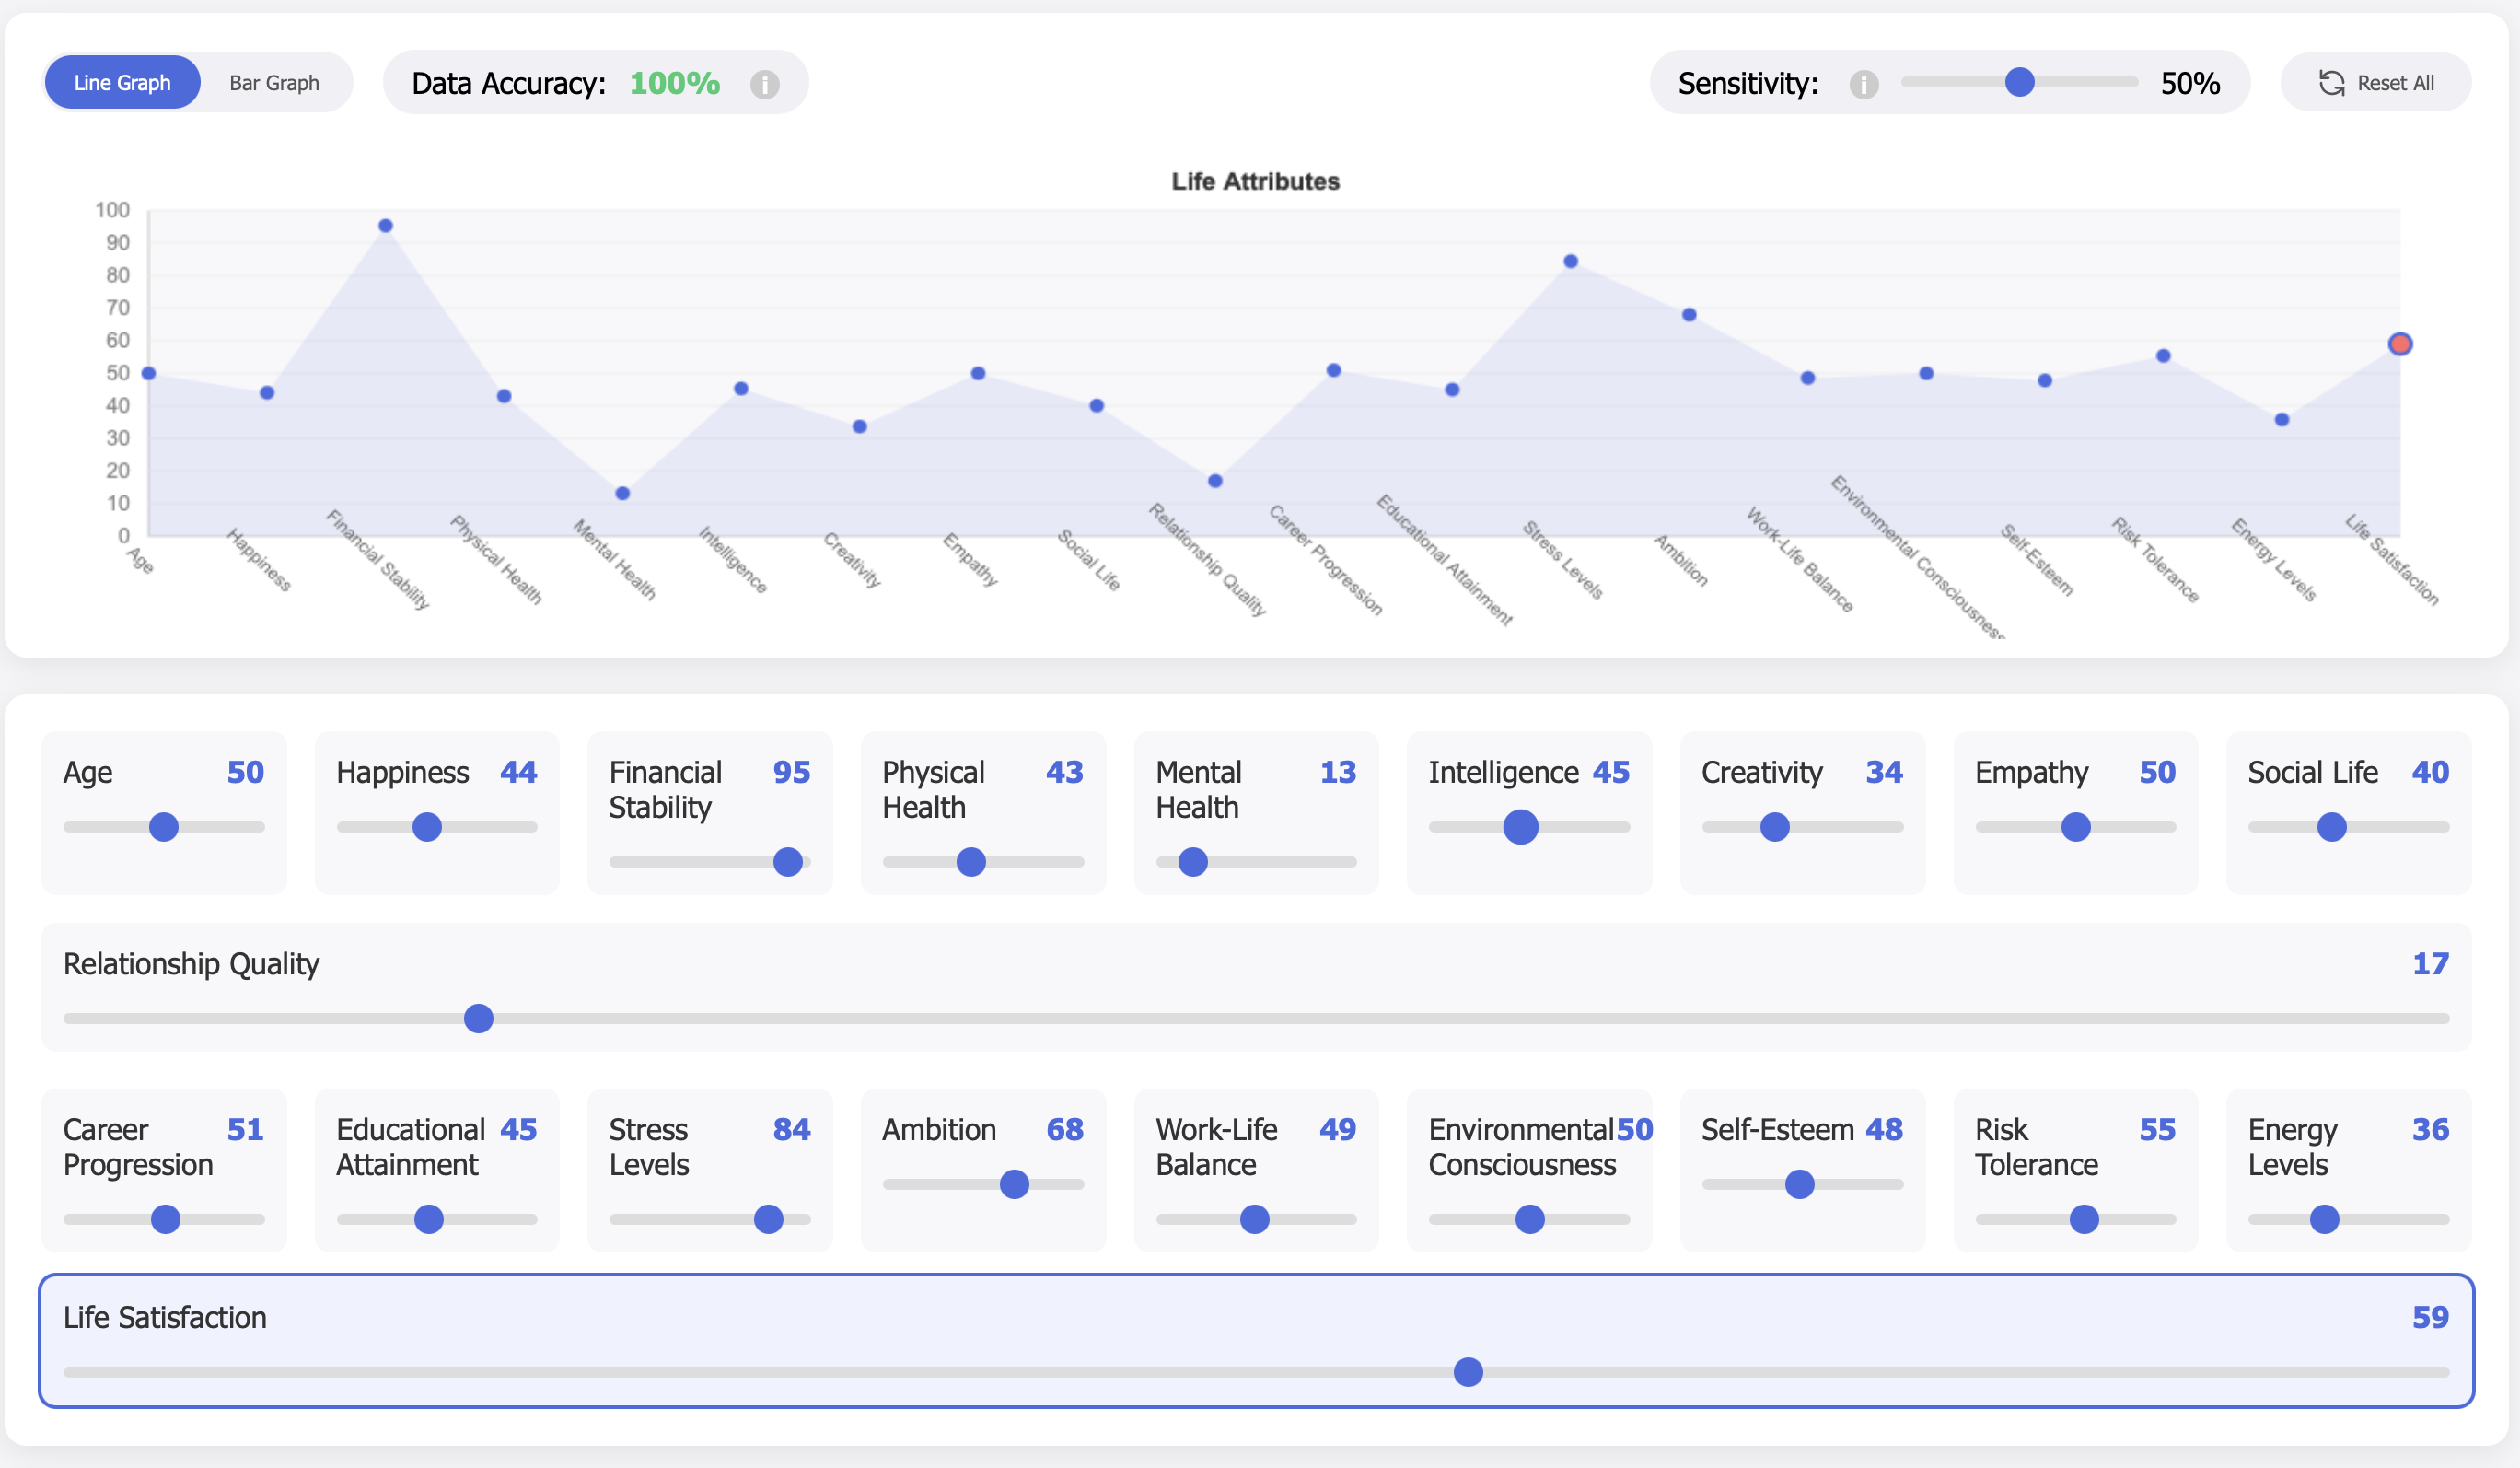 Line Graph
Bar Graph
Data Accuracy: 100%
i
Sensitivity:
i
50%
Reset All
Life Attributes
100
90
80
70
60
50
40
30
20
10
0
Age
Happiness
Financial Stability
Physical Health
Mental Health
Intelligence
Creativity
Empathy
Social Life
Relationship Quality
Career Progression
Educational Attainment
Stress Levels
Ambition
Work-Life Balance
Environmental Consciousness
Self-Esteem
Risk Tolerance
Energy Levels
Life Satisfaction
Age 50
Happiness 44
Financial 95
Stability
Physical 43
Health
Mental 13
Health
Intelligence 45
Creativity 34
Empathy 50
Social Life 40
Relationship Quality 17
Career 51
Progression
Educational 45
Attainment
Stress 84
Levels
Ambition 68
Work-Life 49
Balance
Environmental 50
Consciousness
Self-Esteem 48
Risk 55
Tolerance
Energy 36
Levels
Life Satisfaction 59